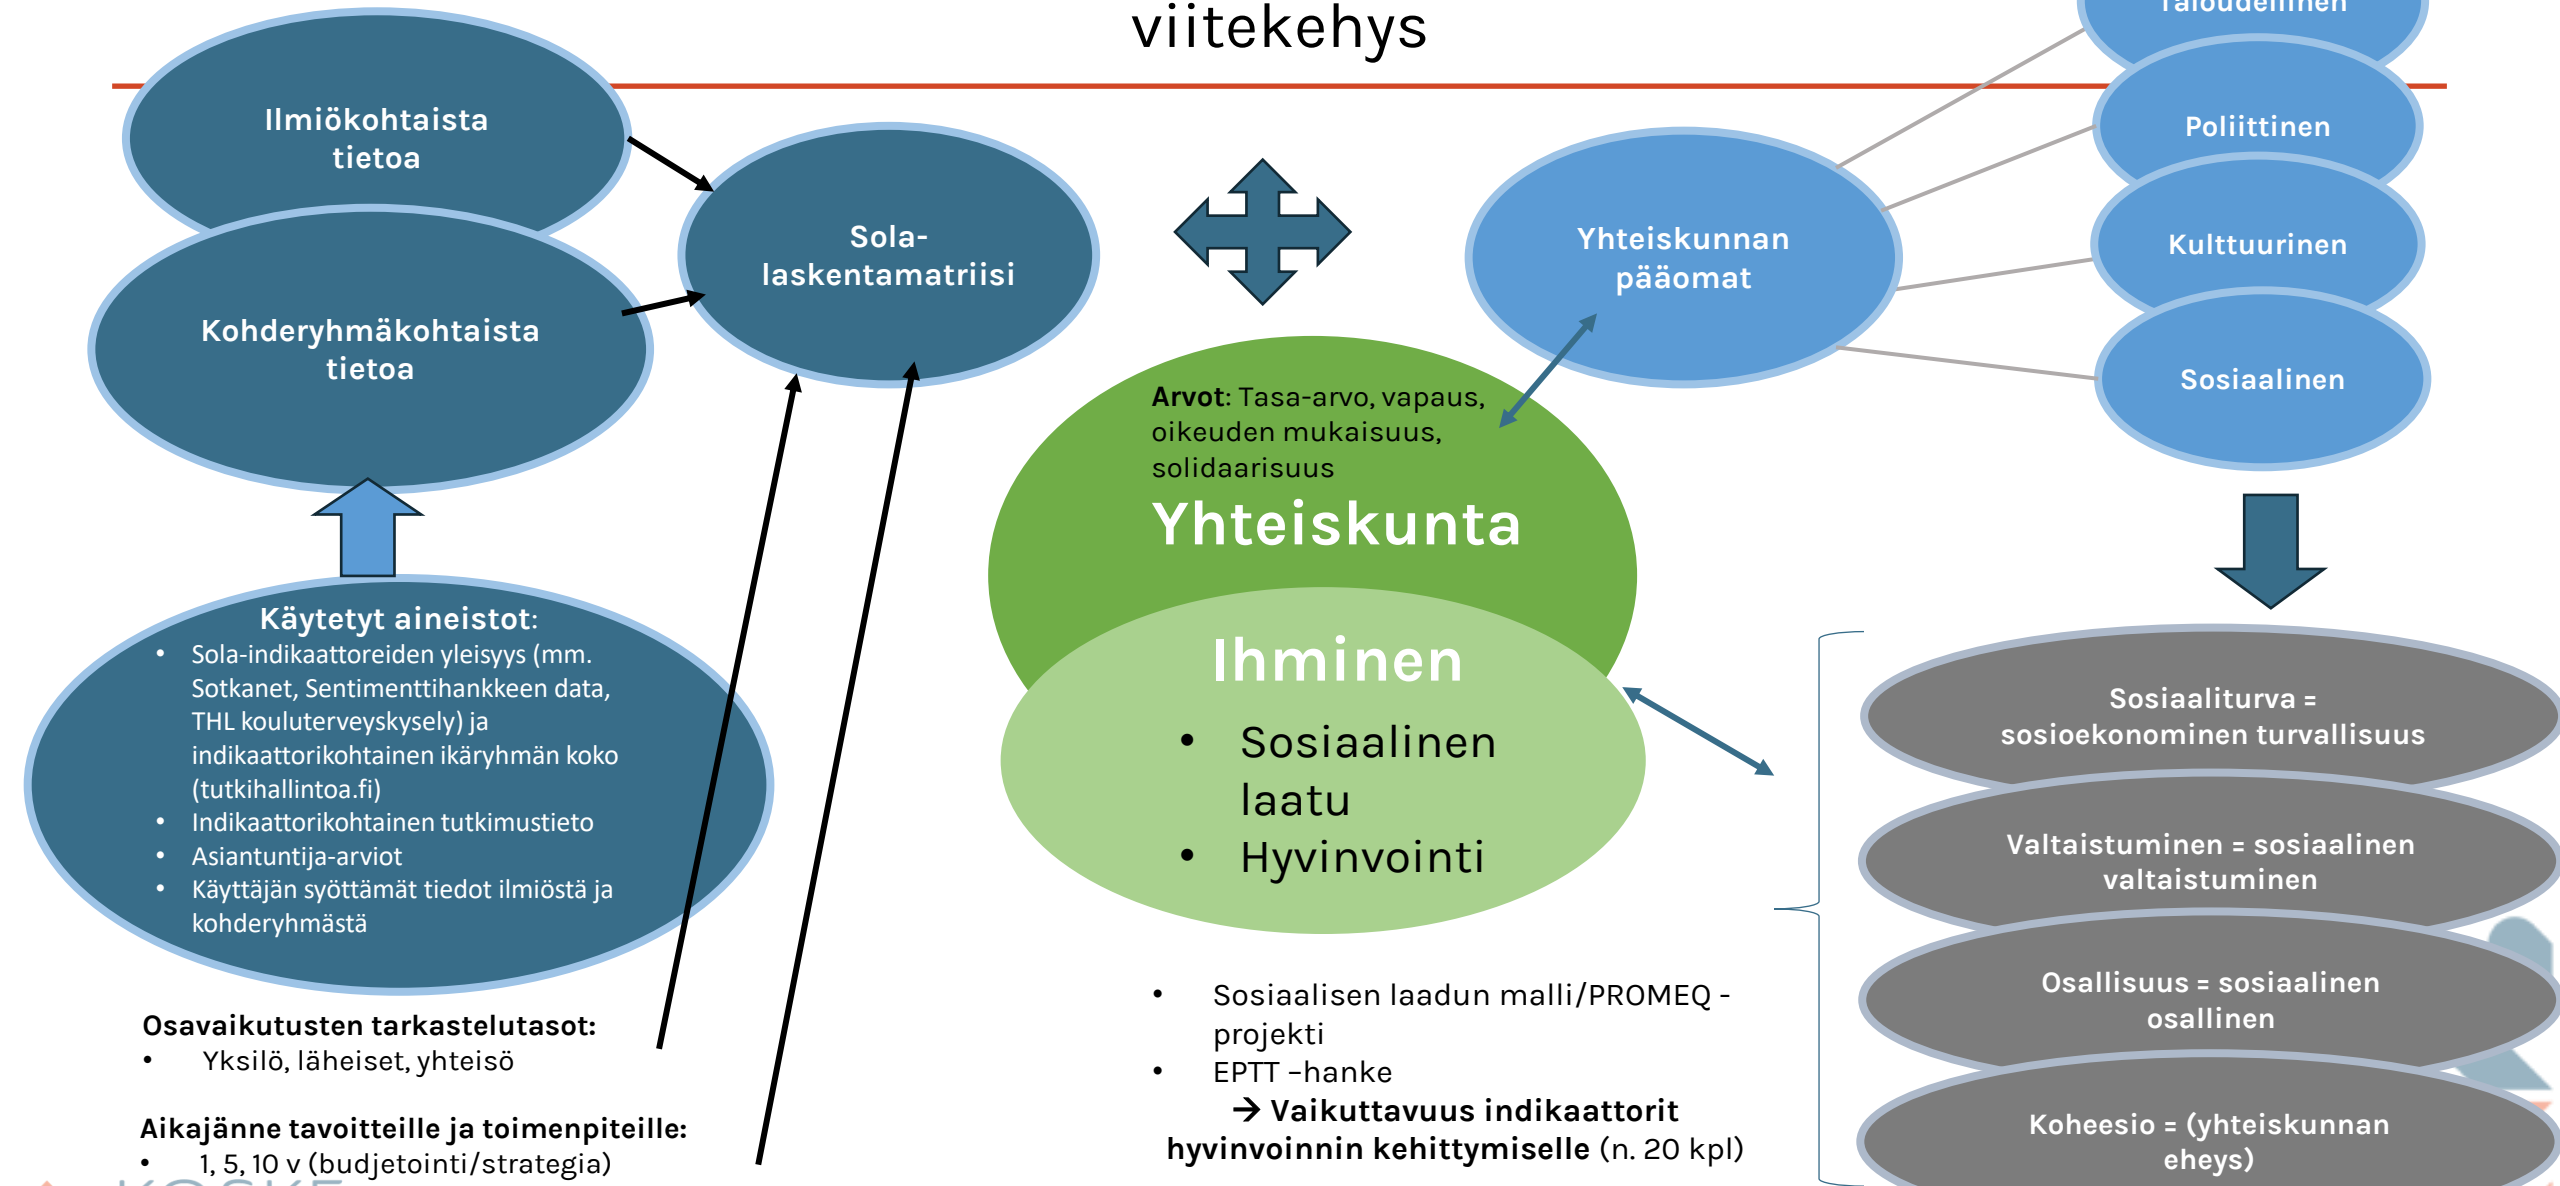 viitekehys
Taloudellinen
Ilmiökohtaista
tietoa
Poliittinen
Sola-
laskentamatriisi
Yhteiskunnan
pääomat
Kulttuurinen
Kohderyhmäkohtaista
tietoa
Sosiaalinen
Arvot: Tasa-arvo, vapaus,
oikeuden mukaisuus,
solidaarisuus
Yhteiskunta
Ihminen
• Sosiaalinen
laatu
• Hyvinvointi
Käytetyt aineistot:
• Sola-indikaattoreiden yleisyys (mm.
Sotkanet, Sentimenttihankkeen data,
THL kouluterveyskysely) ja
indikaattorikohtainen ikäryhmän koko
(tutkihallintoa.fi)
• Indikaattorikohtainen tutkimustieto
• Asiantuntija-arviot
• Käyttäjän syöttämät tiedot ilmiöstä ja
kohderyhmästä
Sosiaaliturva =
sosioekonominen turvallisuus
Valtaistuminen = sosiaalinen
valtaistuminen
Osallisuus = sosiaalinen
osallinen
Koheesio = (yhteiskunnan
eheys)
Osavaikutusten tarkastelutasot:
• Yksilö, läheiset, yhteisö
Aikajänne tavoitteille ja toimenpiteille:
• 1, 5, 10 v (budjetointi/strategia)
• Sosiaalisen laadun malli/PROMEQ -
projekti
• EPTT –hanke
→ Vaikuttavuus indikaattorit
hyvinvoinnin kehittymiselle (n. 20 kpl)
KOSKE